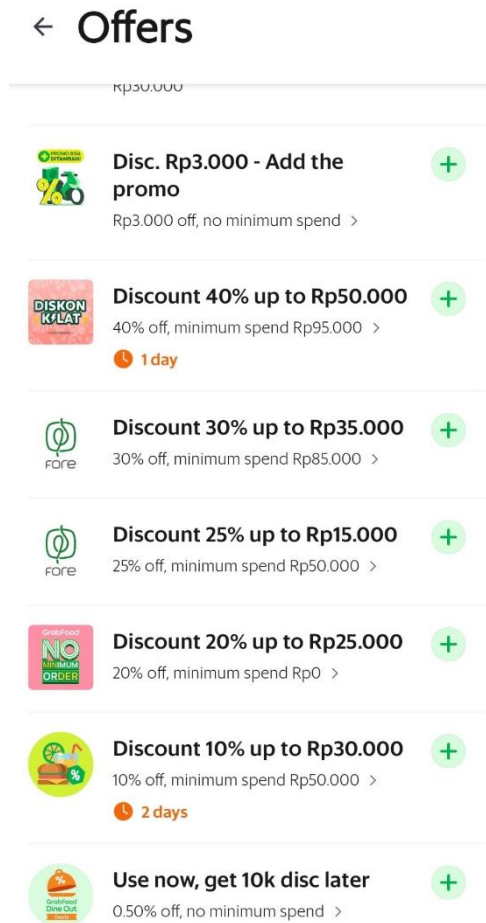 ← Offers
Rp30.000
PROMO BISA
DITAMBAH!
Disc. Rp3.000 - Add the
promo
Rp3.000 off, no minimum spend >
DISKON
KILAT
Discount 40% up to Rp50.000
40% off, minimum spend Rp95.000 >
1 day
FORE
Discount 30% up to Rp35.000
30% off, minimum spend Rp85.000 >
FORE
Discount 25% up to Rp15.000
25% off, minimum spend Rp50.000 >
GrabFood
NO
MINIMUM
ORDER
Discount 20% up to Rp25.000
20% off, minimum spend Rp0 >
Discount 10% up to Rp30.000
10% off, minimum spend Rp50.000 >
2 days
GrabFood
Dine Out
Deals
Use now, get 10k disc later
0.50% off, no minimum spend >